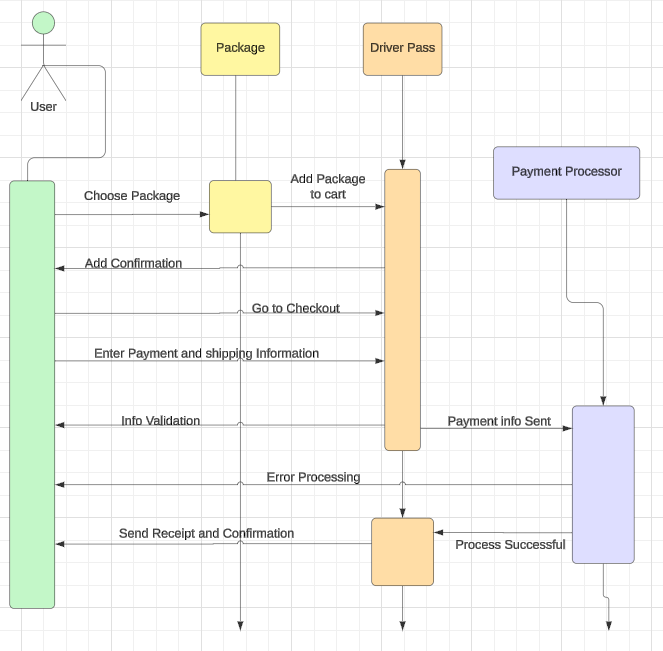 Package
Driver Pass
User
Payment Processor
Choose Package
Add Package
to cart
Add Confirmation
Go to Checkout
Enter Payment and shipping Information
Info Validation
Payment info Sent
Error Processing
Send Receipt and Confirmation
Process Successful